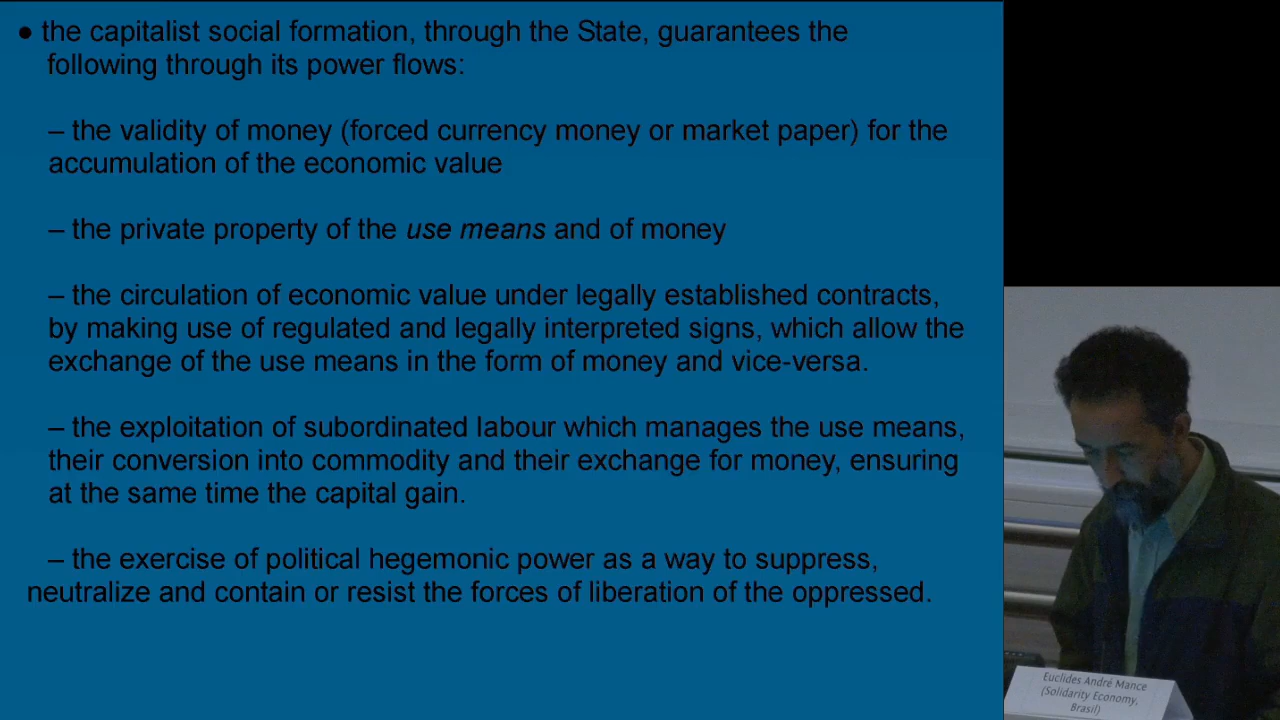 ● the capitalist social formation, through the State, guarantees the
following through its power flows:
– the validity of money (forced currency money or market paper) for the
accumulation of the economic value
– the private property of the use means and of money
– the circulation of economic value under legally established contracts,
by making use of regulated and legally interpreted signs, which allow the
exchange of the use means in the form of money and vice-versa.
– the exploitation of subordinated labour which manages the use means,
their conversion into commodity and their exchange for money, ensuring
at the same time the capital gain.
– the exercise of political hegemonic power as a way to suppress,
neutralize and contain or resist the forces of liberation of the oppressed.
Euclides André Mance
(Solidarity Economy,
Brasil)